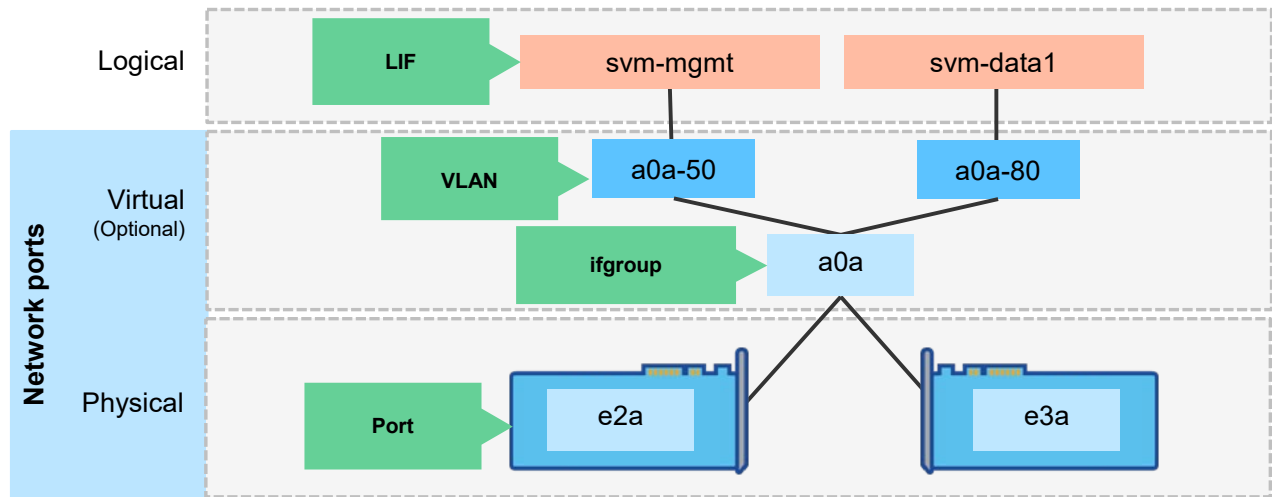 Logical
LIF
svm-mgmt
svm-data1
Network ports
Virtual
(Optional)
VLAN
a0a-50
a0a-80
ifgroup
a0a
Physical
Port
e2a
e3a